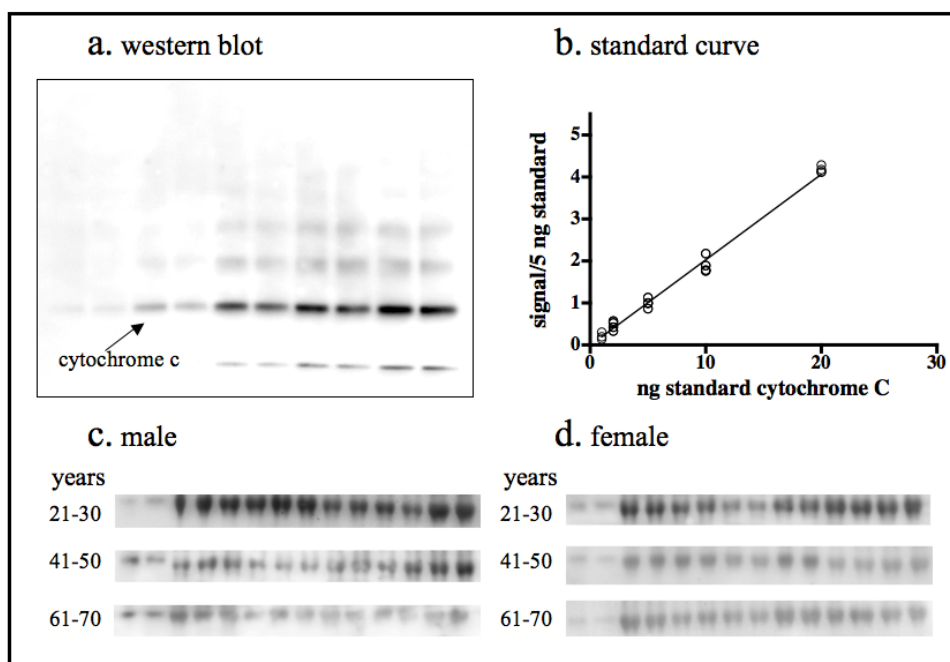 a. western blot
cytochrome c
b. standard curve
signal/5 ng standard
5
4
3
2
1
0
0 10 20 30
ng standard cytochrome C
c. male
years
21-30
41-50
61-70
d. female
21-30
41-50
61-70